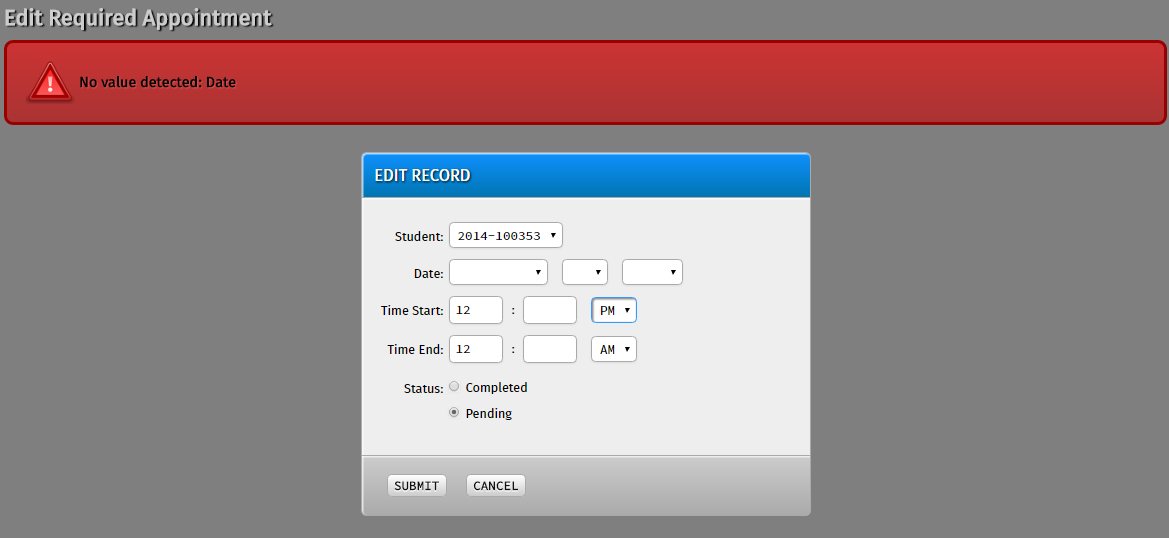 Edit Required Appointment
No value detected: Date
EDIT RECORD
Student: 2014-100353
Date:
Time Start: 12 : PM
Time End: 12 : AM
Status: Completed
Pending
SUBMIT CANCEL